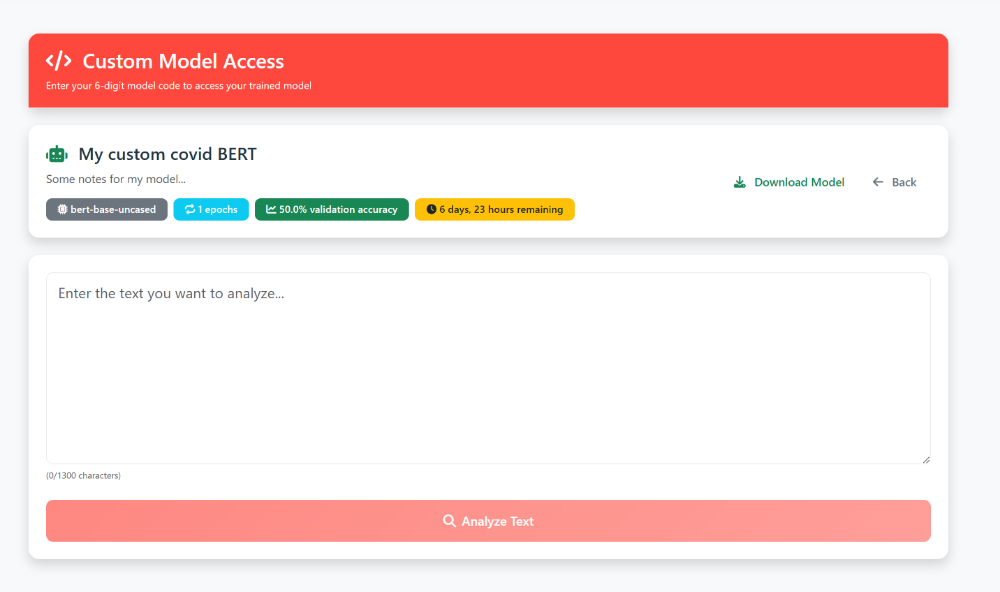 Custom Model Access
Enter your 6-digit model code to access your trained model
My custom covid BERT
Some notes for my model...
Download Model
Back
bert-base-uncased
1 epochs
50.0% validation accuracy
6 days, 23 hours remaining
Enter the text you want to analyze...
(0/1300 characters)
Analyze Text